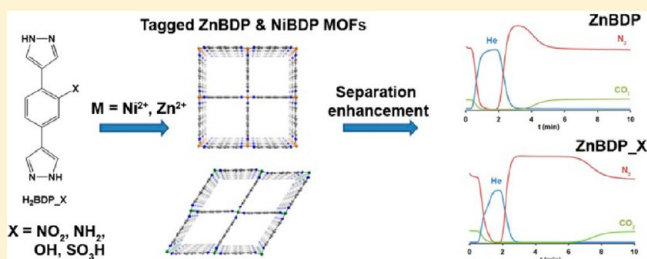 Tagged ZnBDP & NiBDP MOFs
HN—N
X
N—NH
H₂BDP_X
X = NO₂, NH₂,
OH, SO₃H
M = Ni²⁺, Zn²⁺
Separation
enhancement
ZnBDP
He
N₂
CO₂
0 2 4 6 8 10
t (min)
ZnBDP_X
He
N₂
CO₂
0 2 4 6 8 10
t (min)